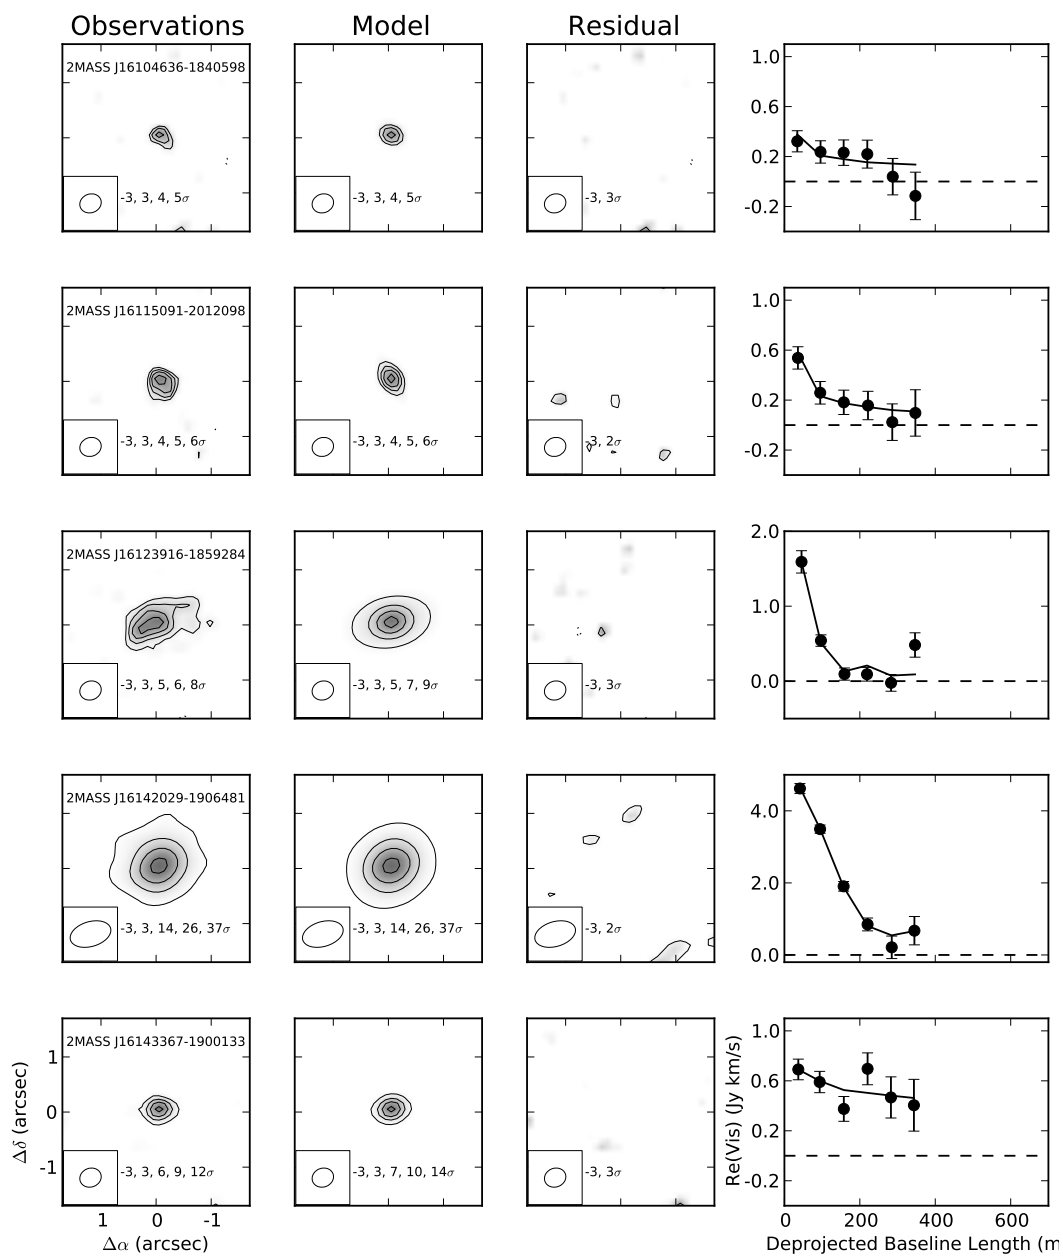 Observations Model Residual
2MASS J16104636-1840598
1.0
0.6
0.2
-0.2
-3, 3, 4, 5σ -3, 3, 4, 5σ -3, 3σ
2MASS J16115091-2012098
1.0
0.6
0.2
-0.2
-3, 3, 4, 5, 6σ -3, 3, 4, 5, 6σ -3, 2σ
2MASS J16123916-1859284
2.0
1.0
0.0
-3, 3, 5, 6, 8σ -3, 3, 5, 7, 9σ -3, 3σ
2MASS J16142029-1906481
4.0
2.0
0.0
-3, 3, 14, 26, 37σ -3, 3, 14, 26, 37σ -3, 2σ
2MASS J16143367-1900133
1.0
0.6
0.2
-0.2
-3, 3, 6, 9, 12σ -3, 3, 7, 10, 14σ -3, 3σ
1
0
-1
Δδ (arcsec)
Re(Vis) (Jy km/s)
1 0 -1 0 200 400 600
Δα (arcsec) Deprojected Baseline Length (m